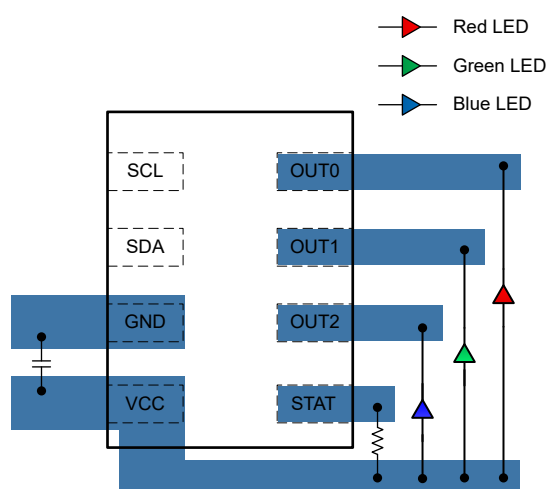 Red LED
Green LED
Blue LED
SCL
OUT0
SDA
OUT1
GND
OUT2
VCC
STAT